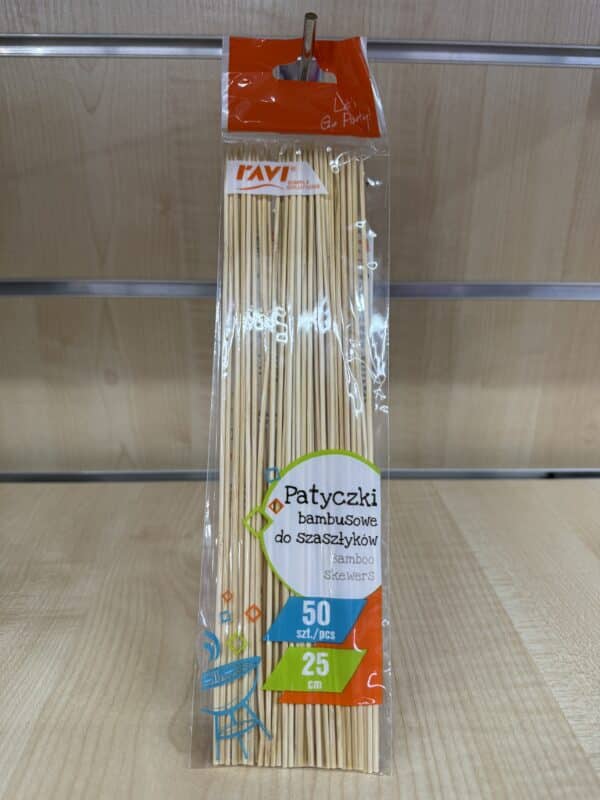 Let's
Go Party!
ravi
Patyczki
bambusowe
do szaszłyków
Bamboo
Skewers
50
szt./pcs
25
cm